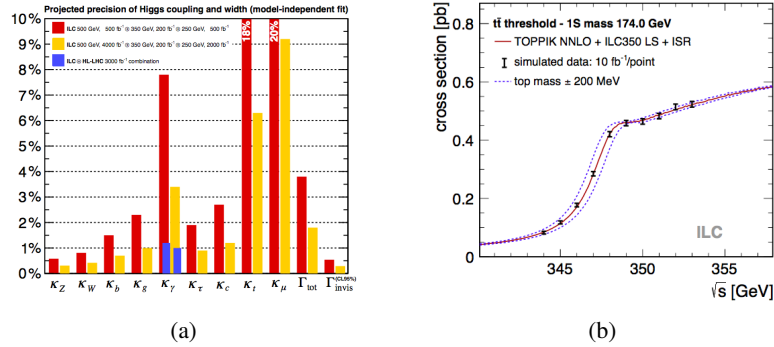 Projected precision of Higgs coupling and width (model-independent fit)
10%
9%
8%
7%
6%
5%
4%
3%
2%
1%
0%
ILC 500 GeV, 500 fb⁻¹ @ 350 GeV, 200 fb⁻¹ @ 250 GeV, 500 fb⁻¹
ILC 500 GeV, 4000 fb⁻¹ @ 350 GeV, 200 fb⁻¹ @ 250 GeV, 2000 fb⁻¹
ILC ⊕ HL-LHC 3000 fb⁻¹ combination
18%
20%
κ_Z κ_W κ_b κ_g κ_γ κ_τ κ_c κ_t κ_μ Γ_tot Γ_invis (CL95%)
(a)
tt̄ threshold - 1S mass 174.0 GeV
TOPPIK NNLO + ILC350 LS + ISR
simulated data: 10 fb⁻¹/point
top mass ± 200 MeV
cross section [pb]
0.8
0.6
0.4
0.2
0
ILC
345 350 355
√s [GeV]
(b)